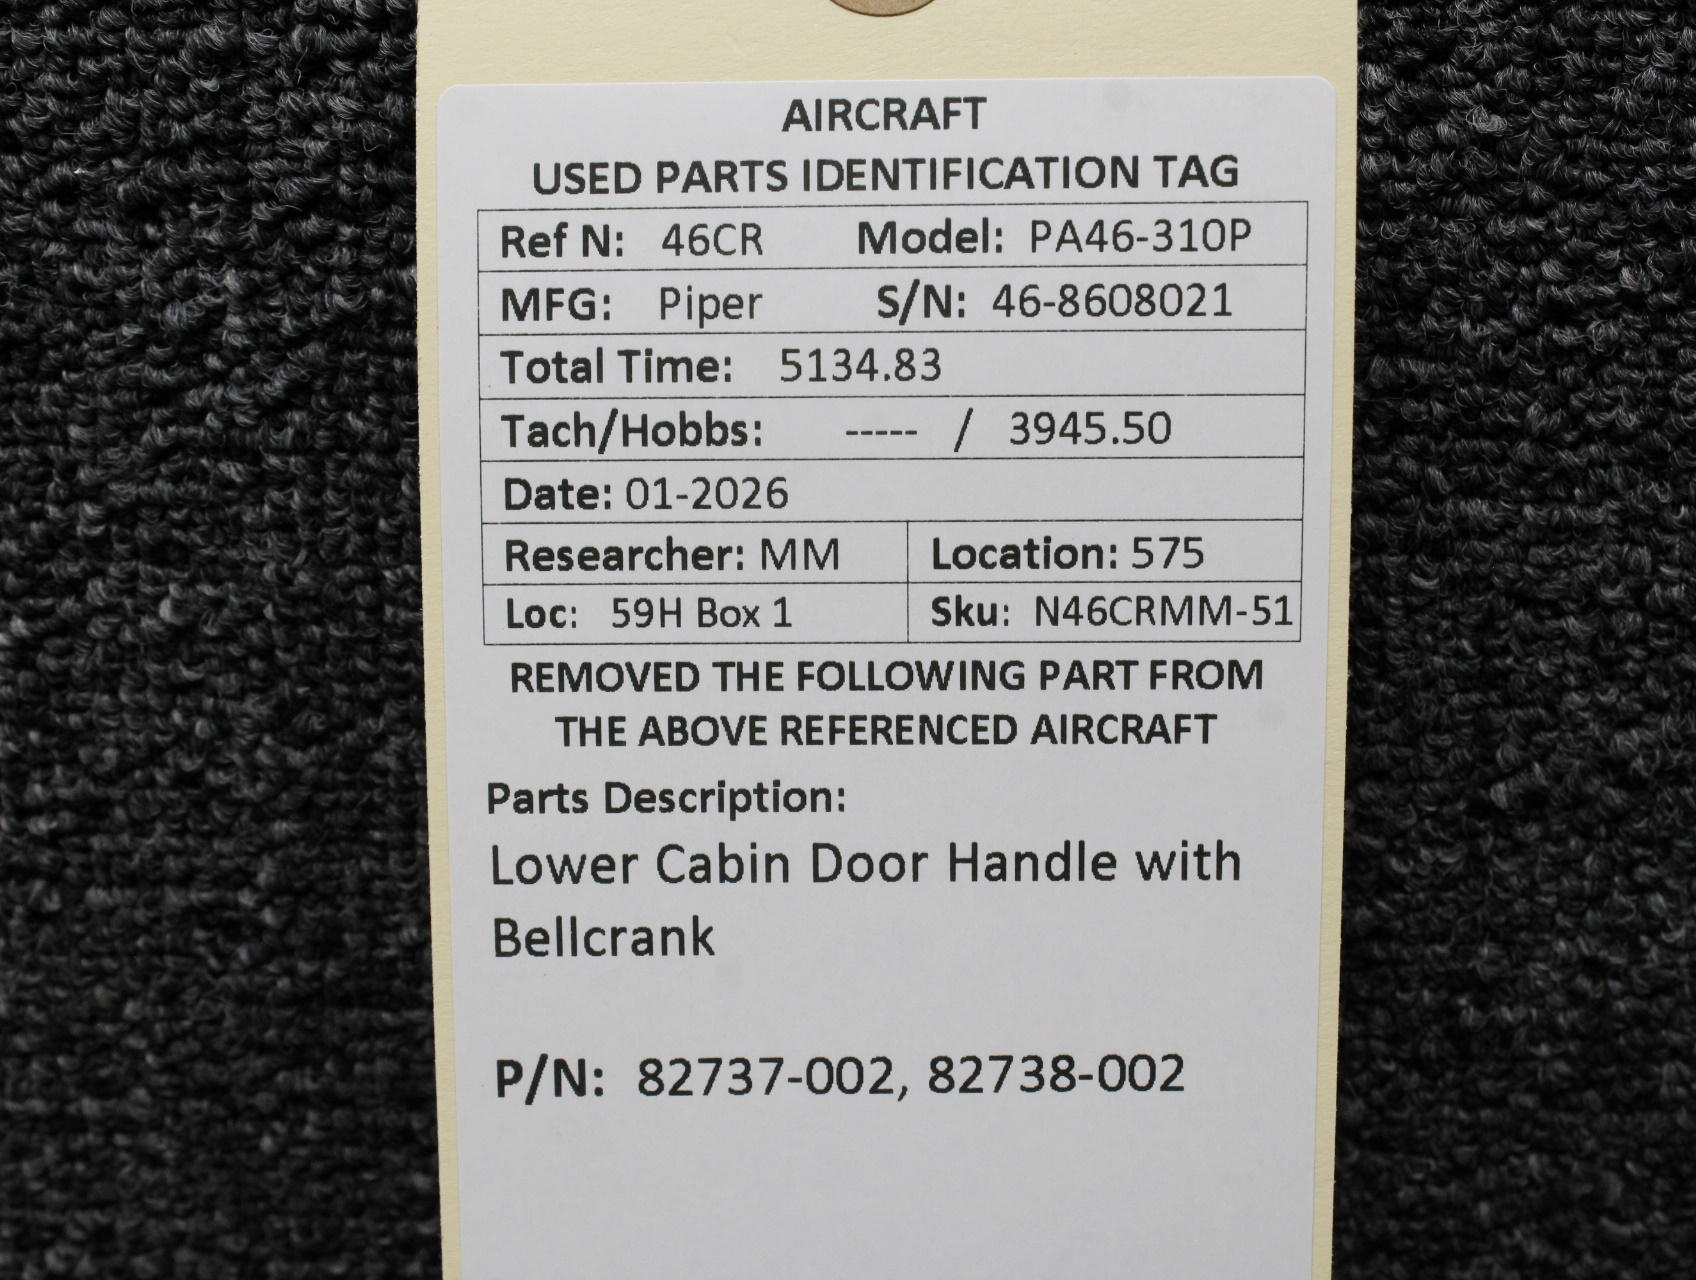 AIRCRAFT
USED PARTS IDENTIFICATION TAG
Ref N: 46CR Model: PA46-310P
MFG: Piper S/N: 46-8608021
Total Time: 5134.83
Tach/Hobbs: ----- / 3945.50
Date: 01-2026
Researcher: MM Location: 575
Loc: 59H Box 1 Sku: N46CRMM-51
REMOVED THE FOLLOWING PART FROM
THE ABOVE REFERENCED AIRCRAFT
Parts Description:
Lower Cabin Door Handle with
Bellcrank
P/N: 82737-002, 82738-002